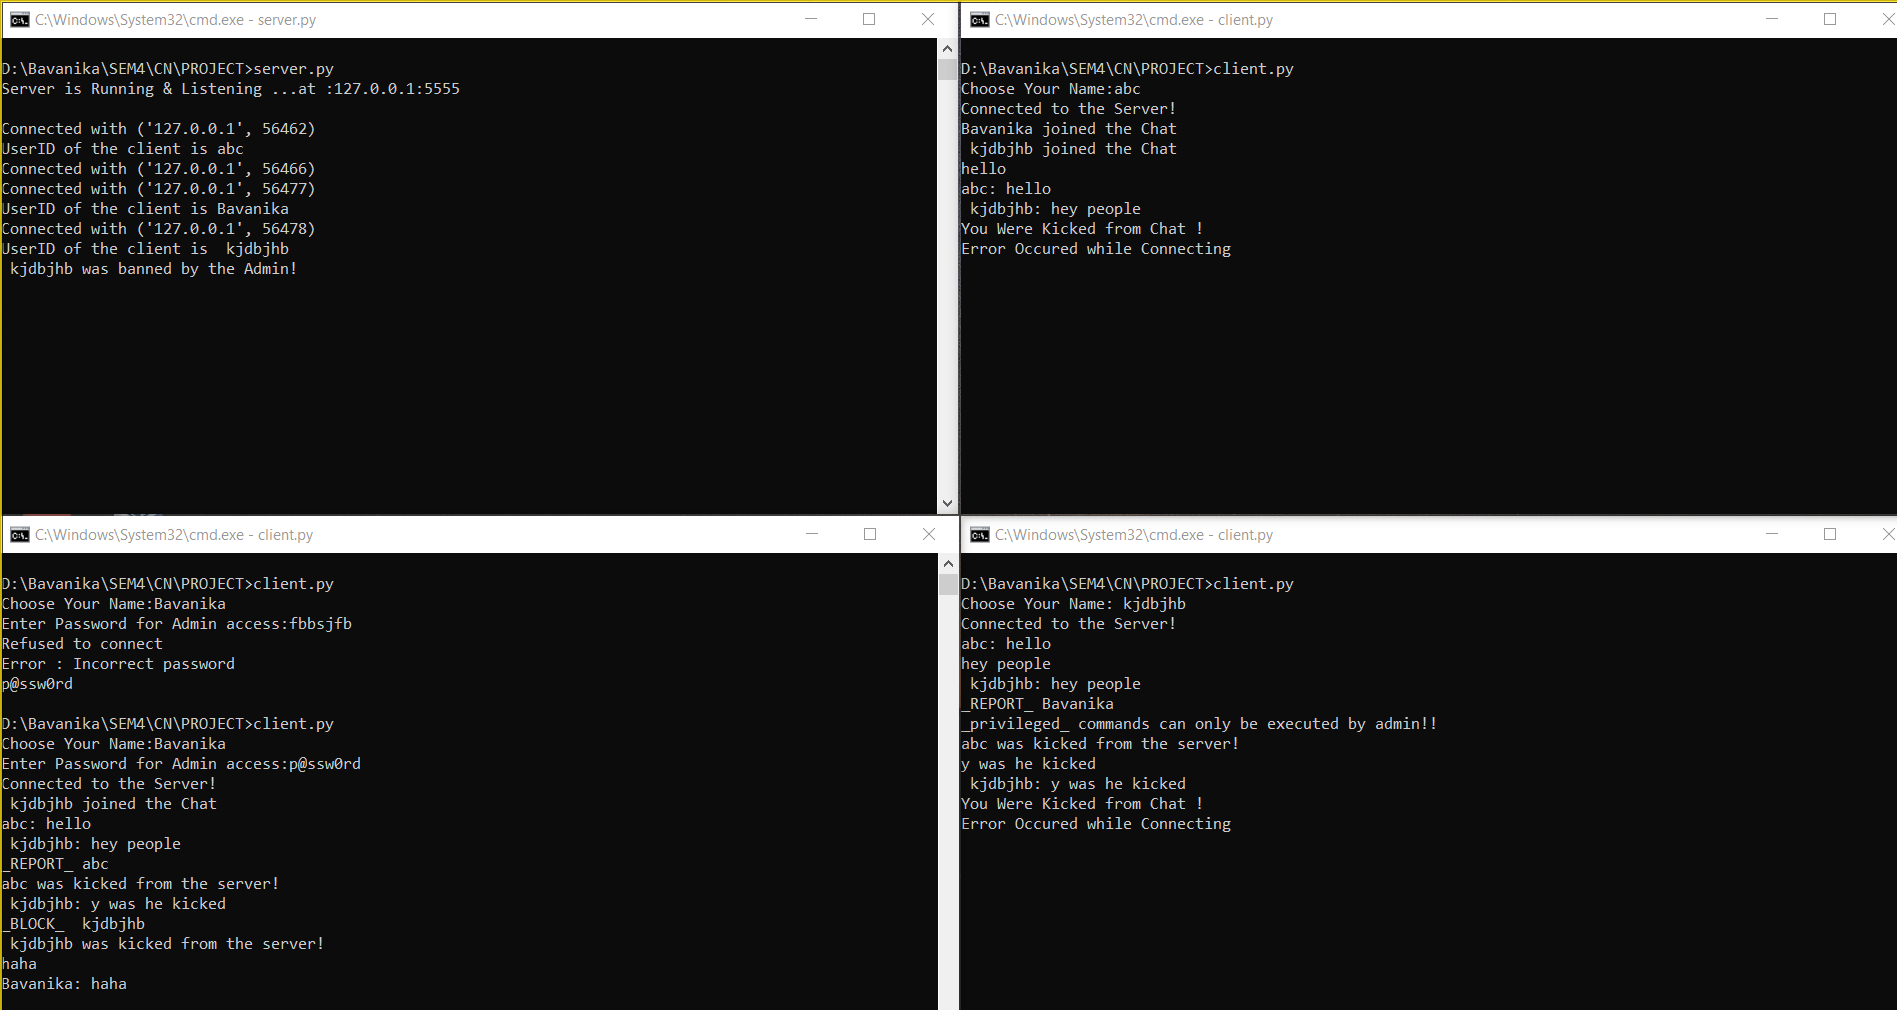 C:\Windows\System32\cmd.exe - server.py
D:\Bavanika\SEM4\CN\PROJECT>server.py
Server is Running & Listening ...at :127.0.0.1:5555
Connected with ('127.0.0.1', 56462)
UserID of the client is abc
Connected with ('127.0.0.1', 56466)
Connected with ('127.0.0.1', 56477)
UserID of the client is Bavanika
Connected with ('127.0.0.1', 56478)
UserID of the client is  kjdbjhb
 kjdbjhb was banned by the Admin!
C:\Windows\System32\cmd.exe - client.py
D:\Bavanika\SEM4\CN\PROJECT>client.py
Choose Your Name:abc
Connected to the Server!
Bavanika joined the Chat
 kjdbjhb joined the Chat
hello
abc: hello
 kjdbjhb: hey people
You Were Kicked from Chat !
Error Occured while Connecting
C:\Windows\System32\cmd.exe - client.py
D:\Bavanika\SEM4\CN\PROJECT>client.py
Choose Your Name:Bavanika
Enter Password for Admin access:fbbsjfb
Refused to connect
Error : Incorrect password
p@ssw0rd
D:\Bavanika\SEM4\CN\PROJECT>client.py
Choose Your Name:Bavanika
Enter Password for Admin access:p@ssw0rd
Connected to the Server!
 kjdbjhb joined the Chat
abc: hello
 kjdbjhb: hey people
_REPORT_ abc
abc was kicked from the server!
 kjdbjhb: y was he kicked
_BLOCK_  kjdbjhb
 kjdbjhb was kicked from the server!
haha
Bavanika: haha
C:\Windows\System32\cmd.exe - client.py
D:\Bavanika\SEM4\CN\PROJECT>client.py
Choose Your Name: kjdbjhb
Connected to the Server!
abc: hello
hey people
 kjdbjhb: hey people
_REPORT_ Bavanika
_privileged_ commands can only be executed by admin!!
abc was kicked from the server!
y was he kicked
 kjdbjhb: y was he kicked
You Were Kicked from Chat !
Error Occured while Connecting